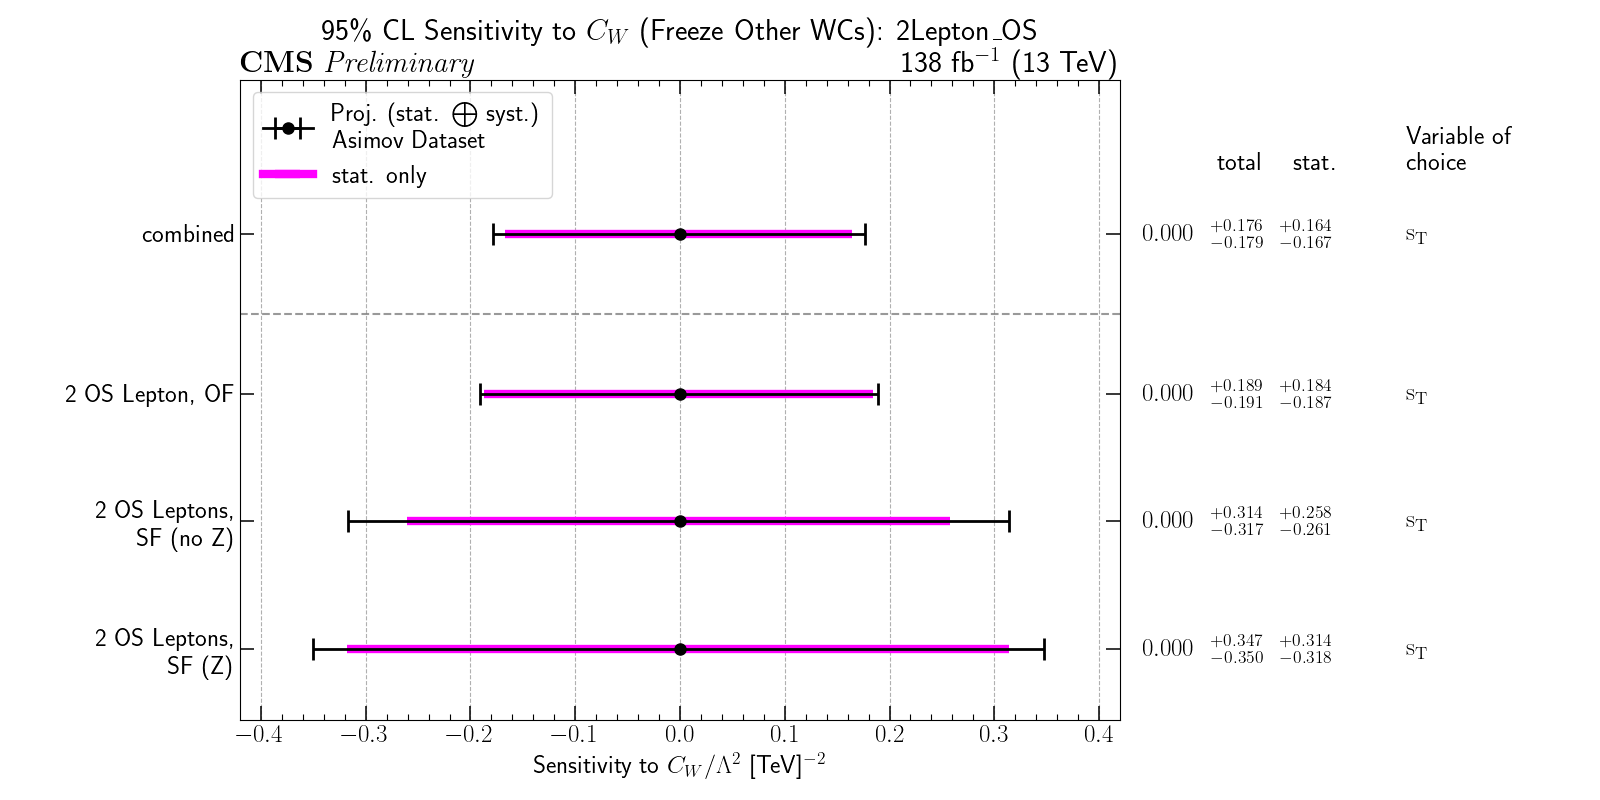 95% CL Sensitivity to C_W (Freeze Other WCs): 2Lepton_OS
CMS Preliminary
138 fb⁻¹ (13 TeV)
Proj. (stat. ⨁ syst.)
Asimov Dataset
stat. only
total stat.
Variable of
choice
combined
0.000 +0.176 −0.179 +0.164 −0.167 s_T
2 OS Lepton, OF
0.000 +0.189 −0.191 +0.184 −0.187 s_T
2 OS Leptons,
SF (no Z)
0.000 +0.314 −0.317 +0.258 −0.261 s_T
2 OS Leptons,
SF (Z)
0.000 +0.347 −0.350 +0.314 −0.318 s_T
−0.4 −0.3 −0.2 −0.1 0.0 0.1 0.2 0.3 0.4
Sensitivity to C_W/Λ² [TeV]⁻²